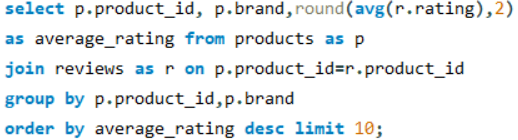 select p.product_id, p.brand,round(avg(r.rating),2)
as average_rating from products as p
join reviews as r on p.product_id=r.product_id
group by p.product_id,p.brand
order by average_rating desc limit 10;